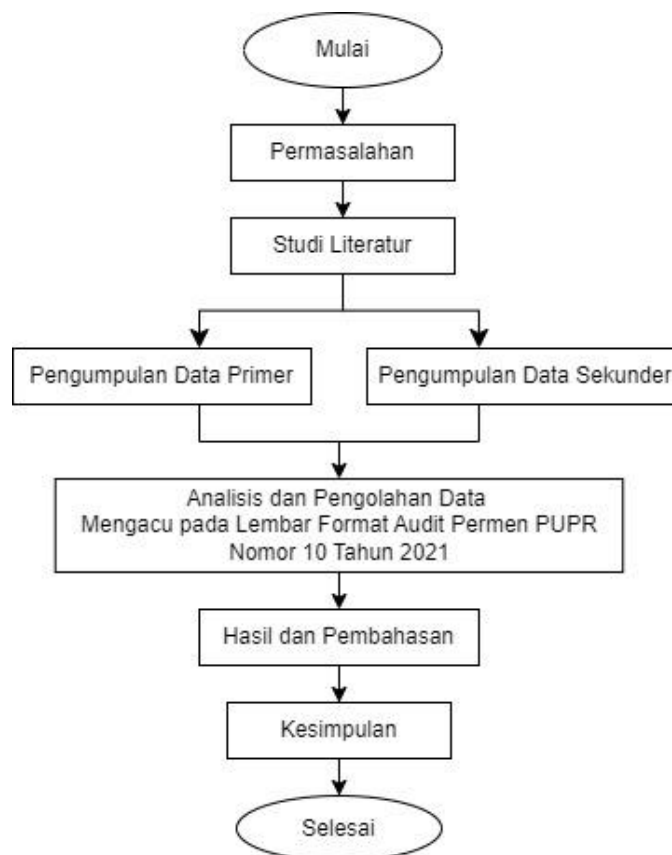 Mulai
Permasalahan
Studi Literatur
Pengumpulan Data Primer
Pengumpulan Data Sekunder
Analisis dan Pengolahan Data
Mengacu pada Lembar Format Audit Permen PUPR
Nomor 10 Tahun 2021
Hasil dan Pembahasan
Kesimpulan
Selesai